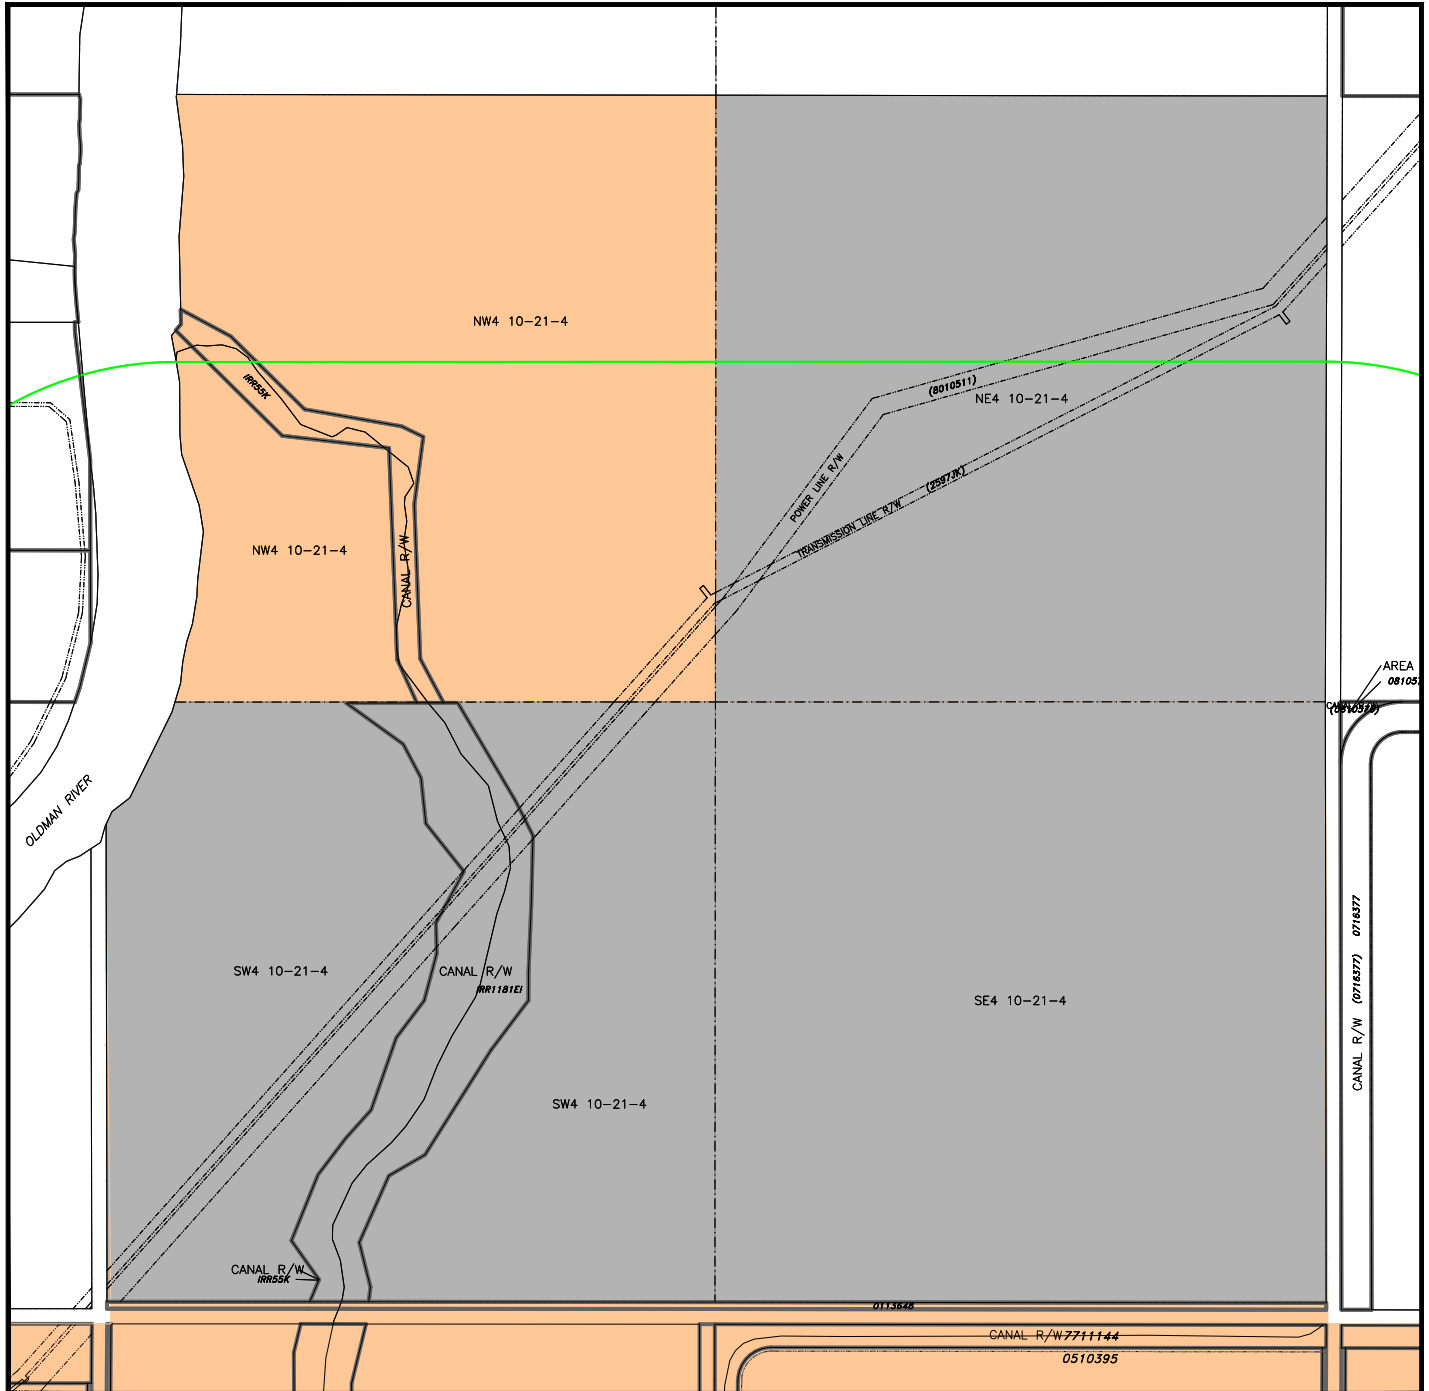 NW4 10-21-4
IRR55K
(8010511)
NE4 10-21-4
POWER LINE R/W
(2597JK)
TRANSMISSION LINE R/W
NW4 10-21-4
CANAL R/W
AREA
OLDMAN RIVER
SW4 10-21-4
CANAL R/W
IRR1181EI
SE4 10-21-4
CANAL R/W (0716377) 0716377
SW4 10-21-4
CANAL R/W
IRR55K
0113648
CANAL R/W 7711144
0510395